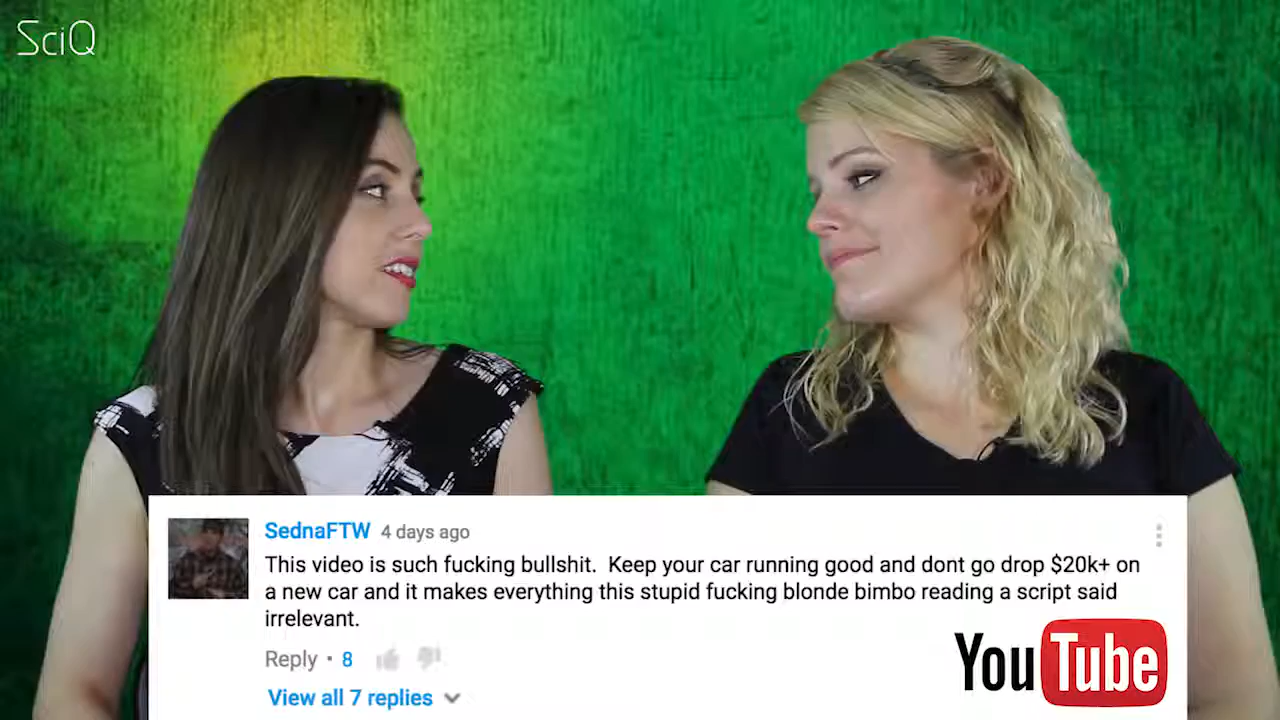 SciQ
SednaFTW 4 days ago
This video is such fucking bullshit.  Keep your car running good and dont go drop $20k+ on
a new car and it makes everything this stupid fucking blonde bimbo reading a script said
irrelevant.
Reply • 8
View all 7 replies
YouTube